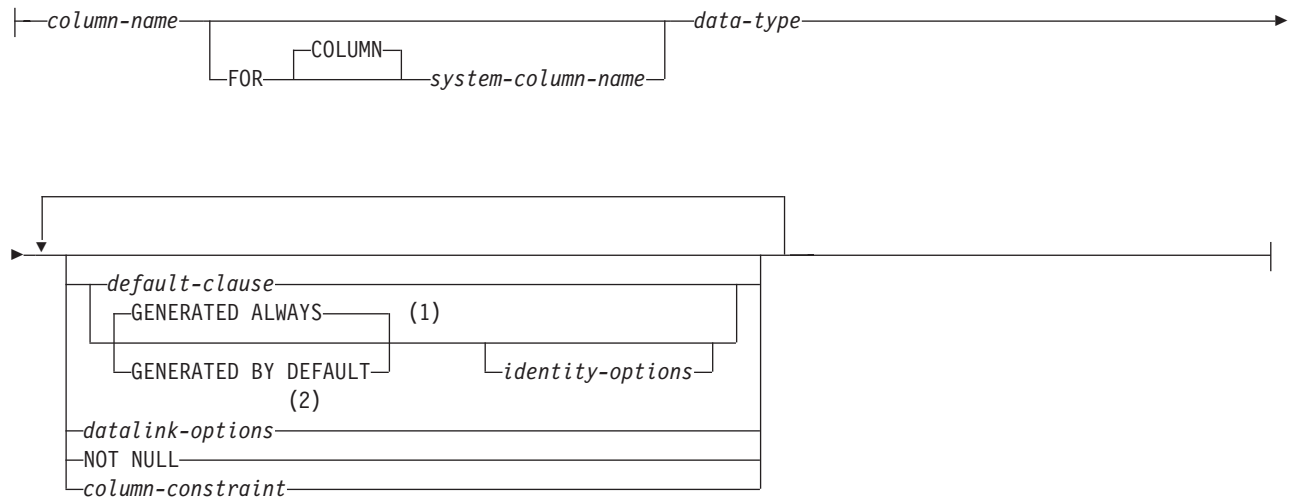 column-name data-type
COLUMN
FOR system-column-name
default-clause
GENERATED ALWAYS (1)
GENERATED BY DEFAULT identity-options
(2)
datalink-options
NOT NULL
column-constraint